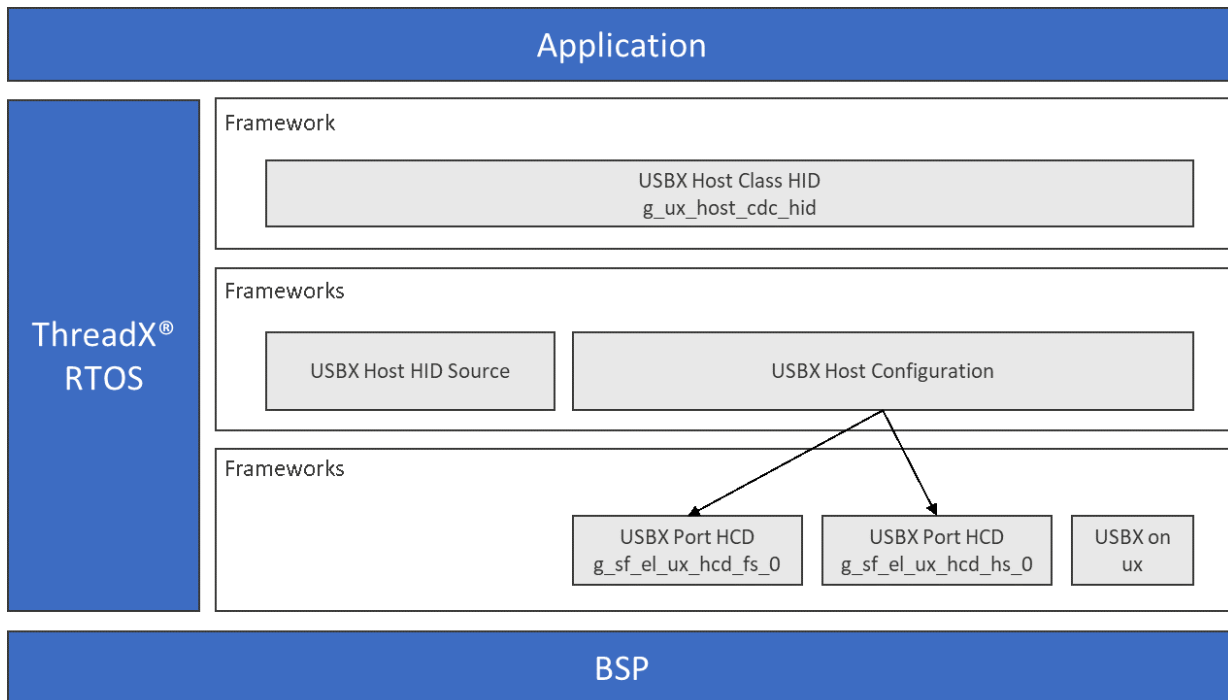 Application
ThreadX®
RTOS
Framework
USBX Host Class HID
g_ux_host_cdc_hid
Frameworks
USBX Host HID Source
USBX Host Configuration
Frameworks
USBX Port HCD
g_sf_el_ux_hcd_fs_0
USBX Port HCD
g_sf_el_ux_hcd_hs_0
USBX on
ux
BSP